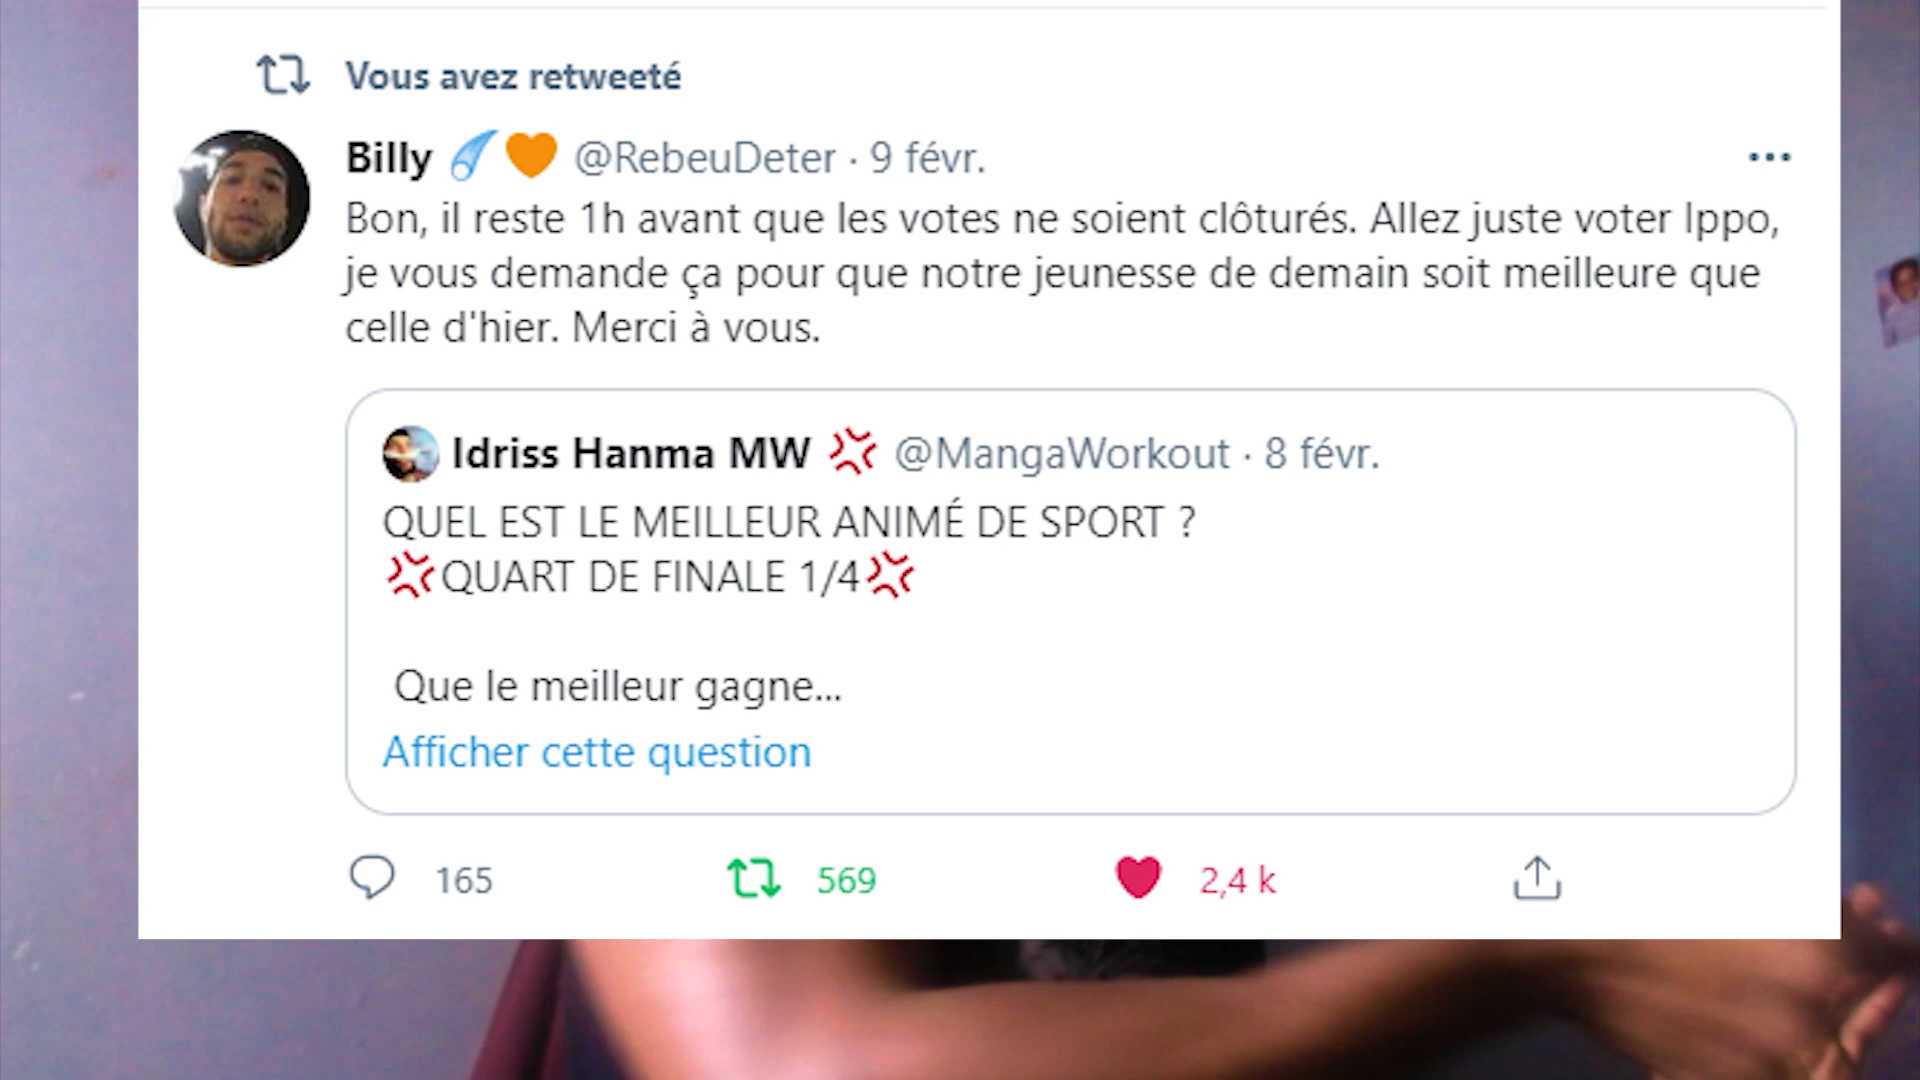 Vous avez retweeté
Billy ☄️🧡 @RebeuDeter · 9 févr.
Bon, il reste 1h avant que les votes ne soient clôturés. Allez juste voter Ippo,
je vous demande ça pour que notre jeunesse de demain soit meilleure que
celle d'hier. Merci à vous.
Idriss Hanma MW 💢 @MangaWorkout · 8 févr.
QUEL EST LE MEILLEUR ANIMÉ DE SPORT ?
💢QUART DE FINALE 1/4💢
Que le meilleur gagne...
Afficher cette question
165 569 2,4 k